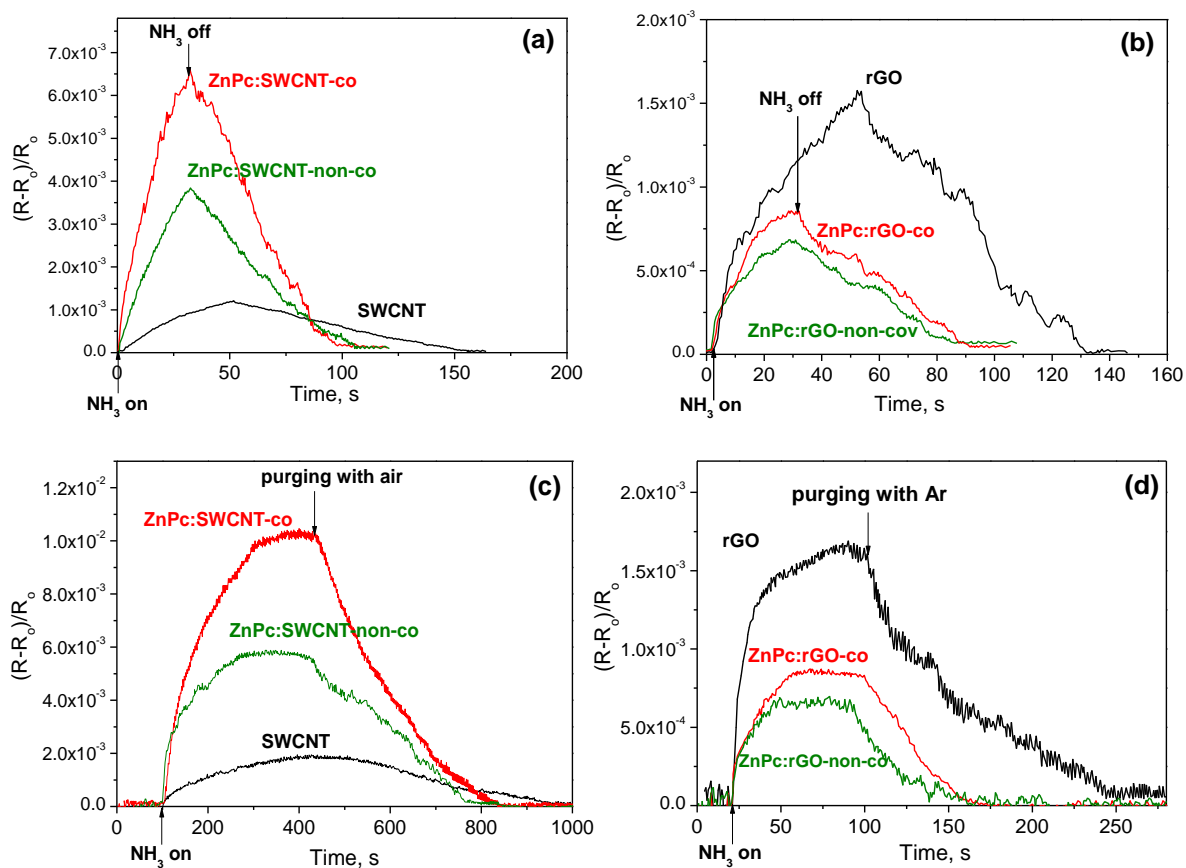 (a)
NH₃ off
7.0x10⁻³
6.0x10⁻³
5.0x10⁻³
4.0x10⁻³
3.0x10⁻³
2.0x10⁻³
1.0x10⁻³
0.0
(R-Rₒ)/Rₒ
ZnPc:SWCNT-co
ZnPc:SWCNT-non-co
SWCNT
0 50 100 150 200
Time, s
NH₃ on
(b)
2.0x10⁻³
1.5x10⁻³
1.0x10⁻³
5.0x10⁻⁴
0.0
(R-Rₒ)/Rₒ
rGO
NH₃ off
ZnPc:rGO-co
ZnPc:rGO-non-cov
0 20 40 60 80 100 120 140 160
Time, s
NH₃ on
(c)
purging with air
1.2x10⁻²
1.0x10⁻²
8.0x10⁻³
6.0x10⁻³
4.0x10⁻³
2.0x10⁻³
0.0
(R-Rₒ)/Rₒ
ZnPc:SWCNT-co
ZnPc:SWCNT-non-co
SWCNT
0 200 400 600 800 1000
Time, s
NH₃ on
(d)
purging with Ar
2.0x10⁻³
1.5x10⁻³
1.0x10⁻³
5.0x10⁻⁴
0.0
(R-Rₒ)/Rₒ
rGO
ZnPc:rGO-co
ZnPc:rGO-non-co
0 50 100 150 200 250
Time, s
NH₃ on